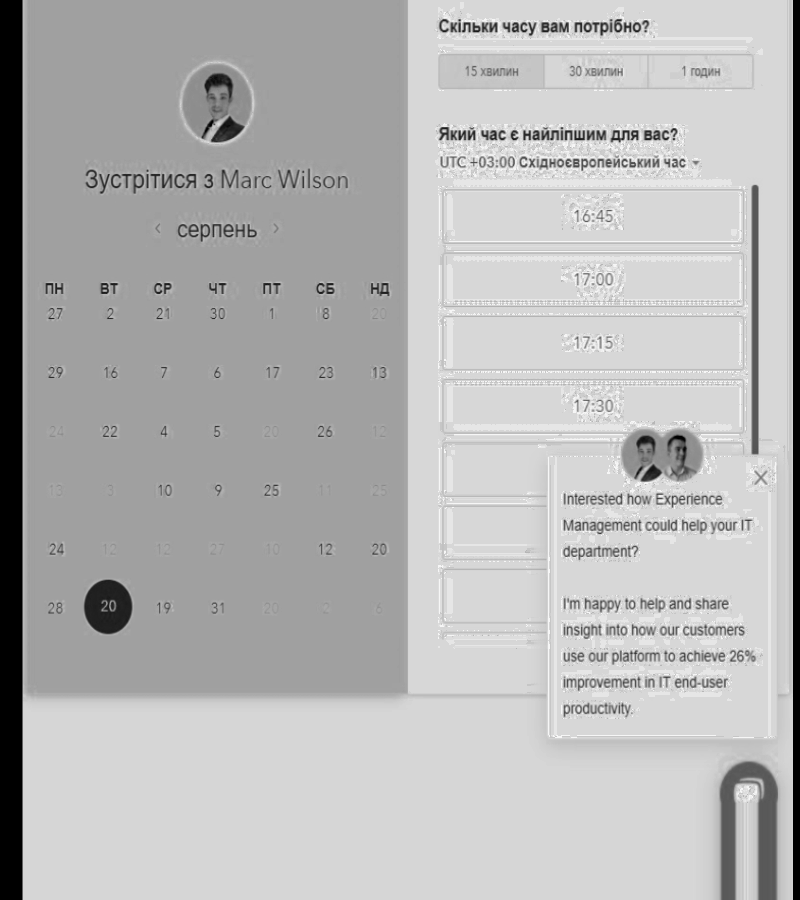 Зустрітися з Marc Wilson
‹ серпень ›
ПН ВТ СР ЧТ ПТ СБ НД
27 2 21 30 1 8 20
29 16 7 6 17 23 13
24 22 4 5 20 26 12
13 3 10 9 25 11 25
24 12 12 27 10 12 20
28 20 19 31 20 2 6
Скільки часу вам потрібно?
15 хвилин 30 хвилин 1 годин
Який час є найліпшим для вас?
UTC +03:00 Східноєвропейський час
16:45
17:00
17:15
17:30
Interested how Experience
Management could help your IT
department?
I'm happy to help and share
insight into how our customers
use our platform to achieve 26%
improvement in IT end-user
productivity.